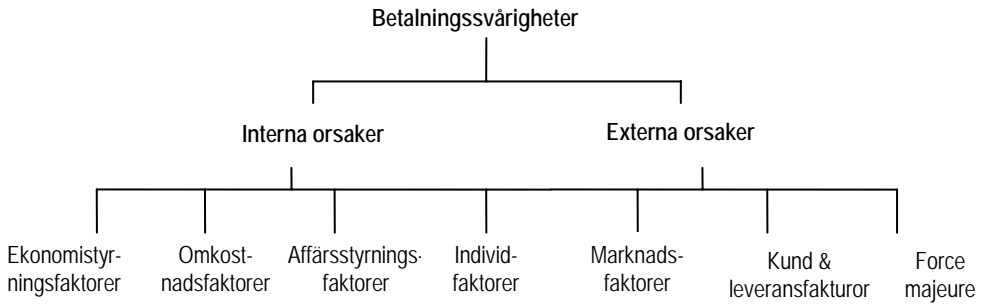 Betalningssvårigheter
Interna orsaker
Externa orsaker
Ekonomistyr-
ningsfaktorer
Omkost-
nadsfaktorer
Affärsstyrnings-
faktorer
Individ-
faktorer
Marknads-
faktorer
Kund &
leveransfakturor
Force
majeure